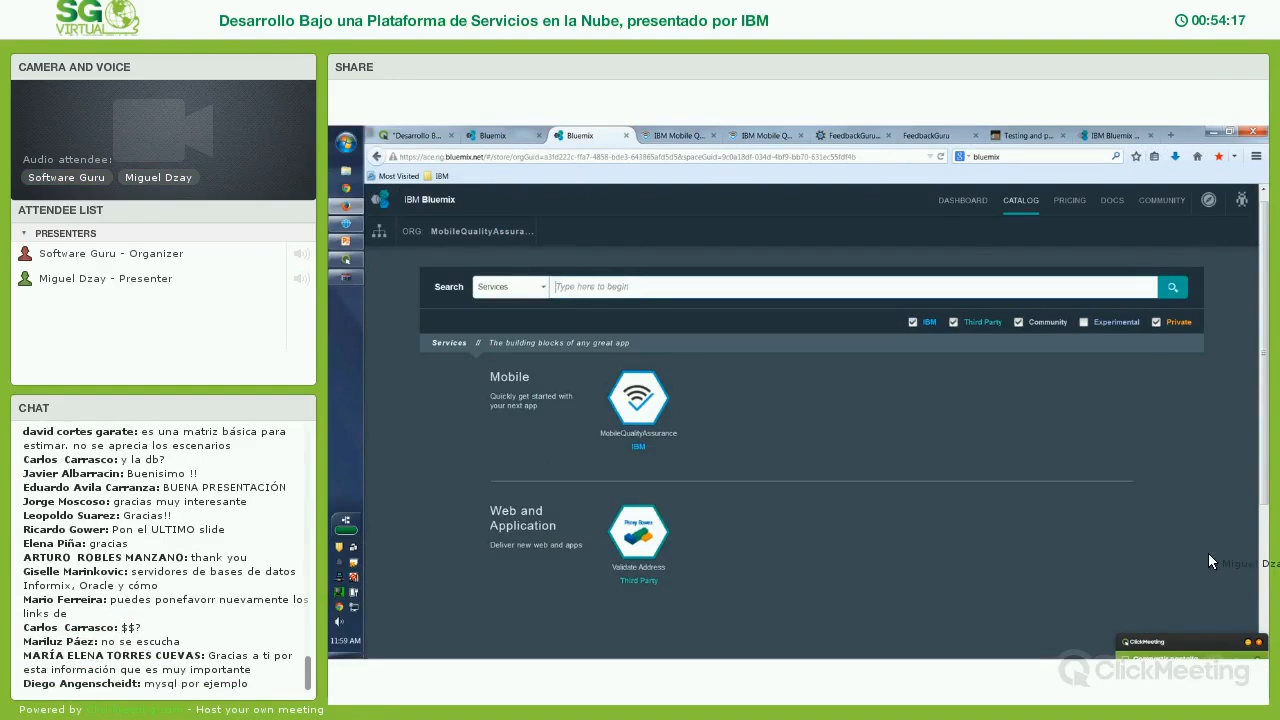 SG
VIRTUAL
Desarrollo Bajo una Plataforma de Servicios en la Nube, presentado por IBM
00:54:17
CAMERA AND VOICE
Audio attendee:
Software Guru
Miguel Dzay
ATTENDEE LIST
PRESENTERS
Software Guru - Organizer
Miguel Dzay - Presenter
CHAT
david cortes garate: es una matriz básica para
estimar. no se aprecia los escenarios
Carlos Carrasco: y la db?
Javier Albarracin: Buenisimo !!
Eduardo Avila Carranza: BUENA PRESENTACIÓN
Jorge Moscoso: gracias muy interesante
Leopoldo Suarez: Gracias!!
Ricardo Gower: Pon el ULTIMO slide
Elena Piña: gracias
ARTURO ROBLES MANZANO: thank you
Giselle Marinkovic: servidores de bases de datos
Informix, Oracle y cómo
Mario Ferreira: puedes ponefavorr nuevamente los
links de
Carlos Carrasco: $$?
Mariluz Páez: no se escucha
MARÍA ELENA TORRES CUEVAS: Gracias a ti por
esta información que es muy importante
Diego Angenscheidt: mysql por ejemplo
Powered by ClickMeeting.com - Host your own meeting
SHARE
"Desarrollo B...
Bluemix
Bluemix
IBM Mobile Q...
IBM Mobile Q...
FeedbackGuru...
FeedbackGuru
Testing and p...
IBM Bluemix ...
bluemix
Most Visited
IBM
IBM Bluemix
DASHBOARD
CATALOG
PRICING
DOCS
COMMUNITY
ORG: MobileQualityAssura...
Search
Services
Type here to begin
IBM
Third Party
Community
Experimental
Private
Services // The building blocks of any great app
Mobile
Quickly get started with
your next app
MobileQualityAssurance
IBM
Web and
Application
Deliver new web and apps
Pitney Bowes
Validate Address
Third Party
Miguel Dza
11:59 AM
ClickMeeting
ClickMeeting